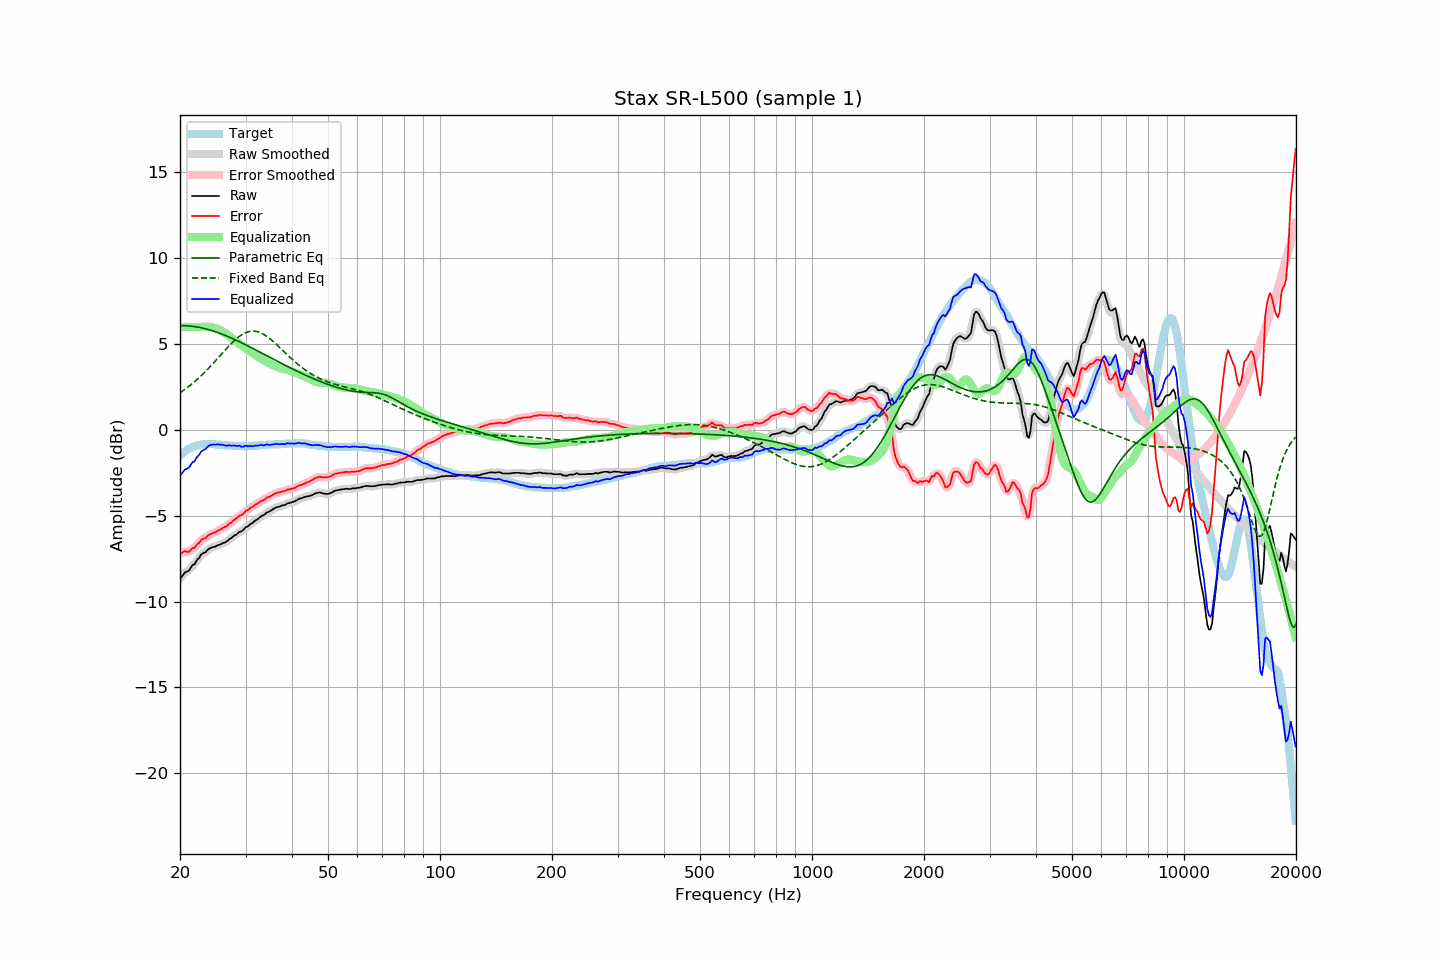 Stax SR-L500 (sample 1)
Target
Raw Smoothed
Error Smoothed
Raw
Error
Equalization
Parametric Eq
Fixed Band Eq
Equalized
Amplitude (dBr)
15
10
5
0
−5
−10
−15
−20
20 50 100 200 500 1000 2000 5000 10000 20000
Frequency (Hz)